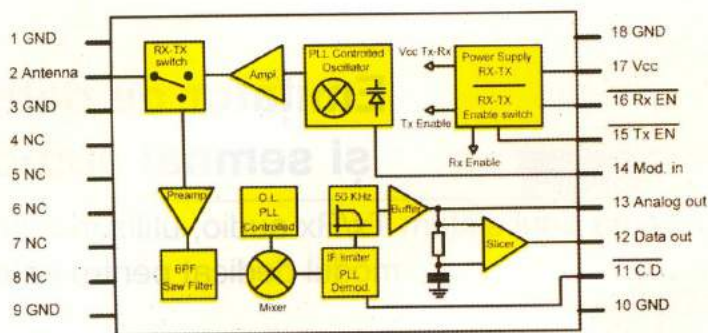 1 GND
2 Antenna
3 GND
4 NC
5 NC
6 NC
7 NC
8 NC
9 GND
RX-TX
switch
Ampl
PLL Controlled
Oscillator
Vcc Tx-Rx
Tx Enable
Power Supply
RX-TX
RX-TX
Enable switch
Rx Enable
Preamp
BPF
Saw Filter
O.L.
PLL
Controlled
Mixer
50 KHz
IF limiter
PLL
Demod.
Buffer
Slicer
18 GND
17 Vcc
16 Rx EN
15 Tx EN
14 Mod. in
13 Analog out
12 Data out
11 C.D.
10 GND